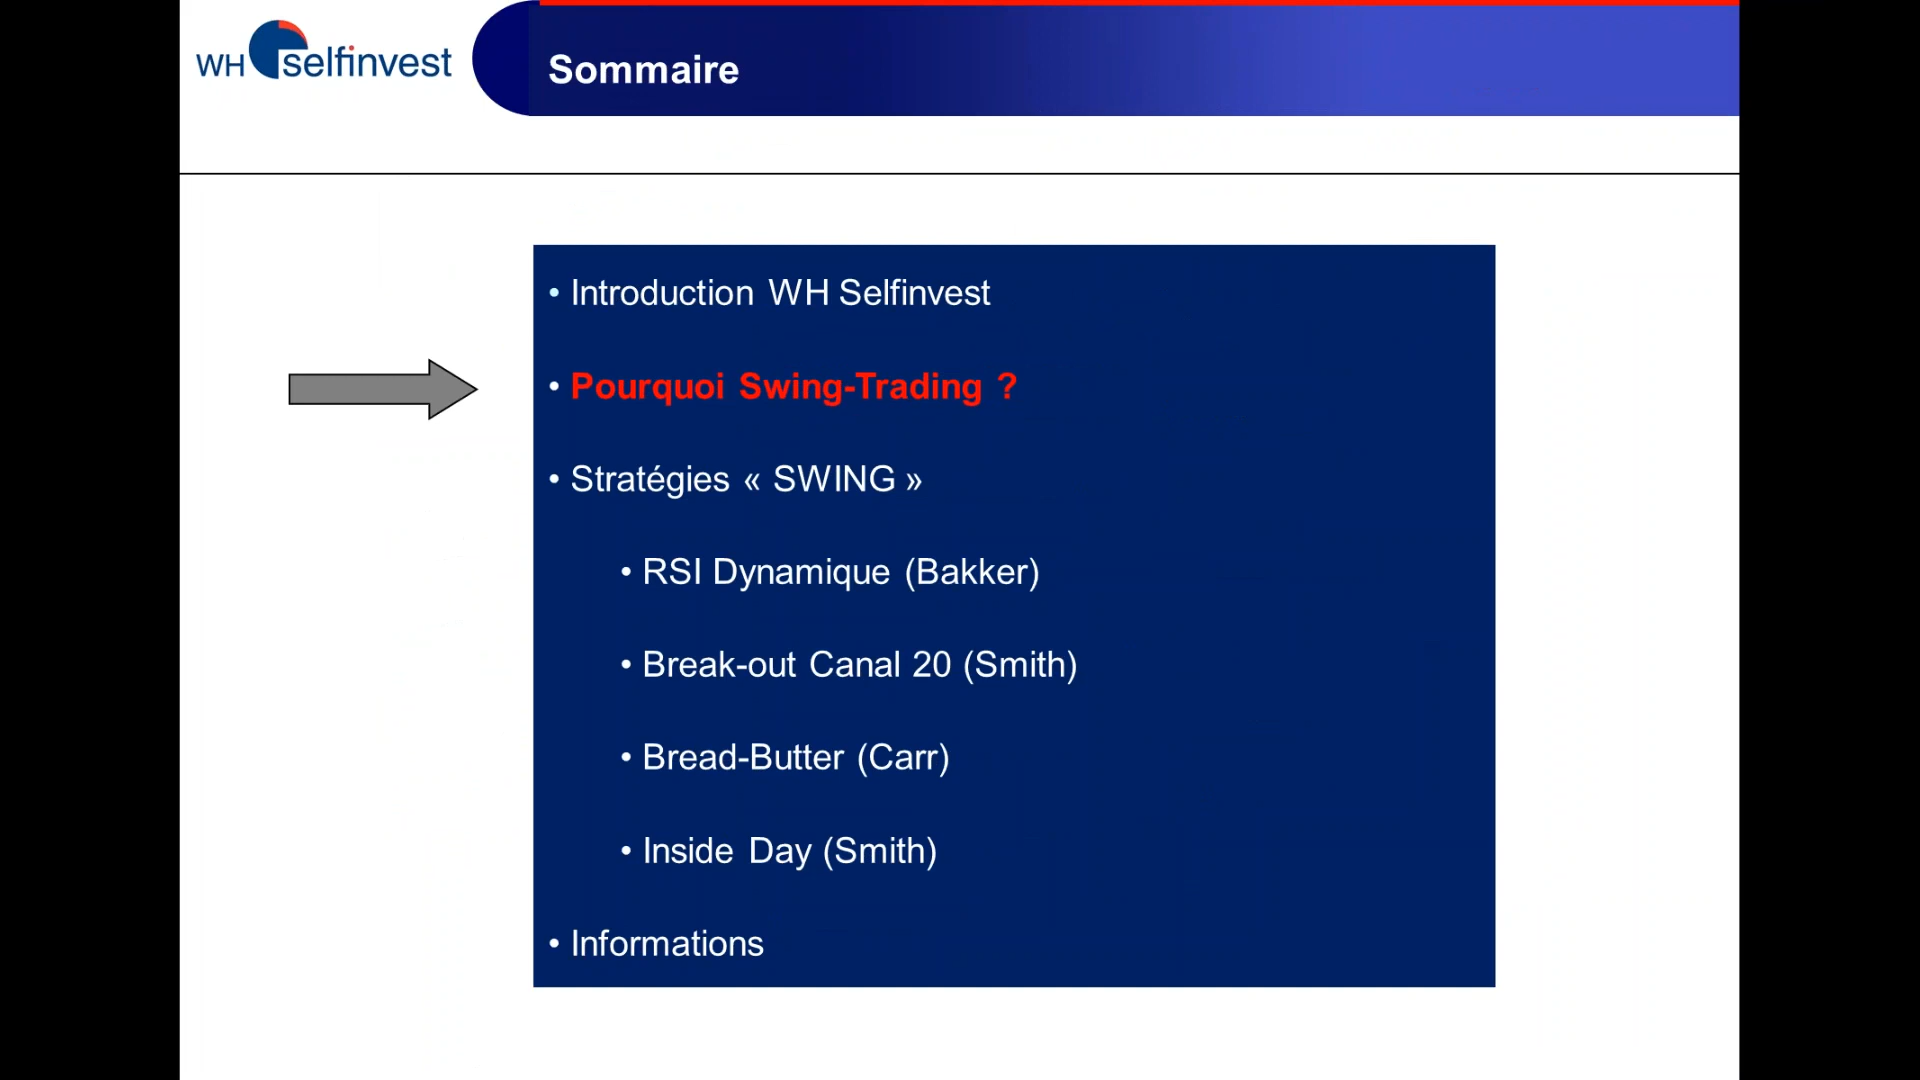 WH selfinvest
Sommaire
• Introduction WH Selfinvest
• Pourquoi Swing-Trading ?
• Stratégies « SWING »
• RSI Dynamique (Bakker)
• Break-out Canal 20 (Smith)
• Bread-Butter (Carr)
• Inside Day (Smith)
• Informations